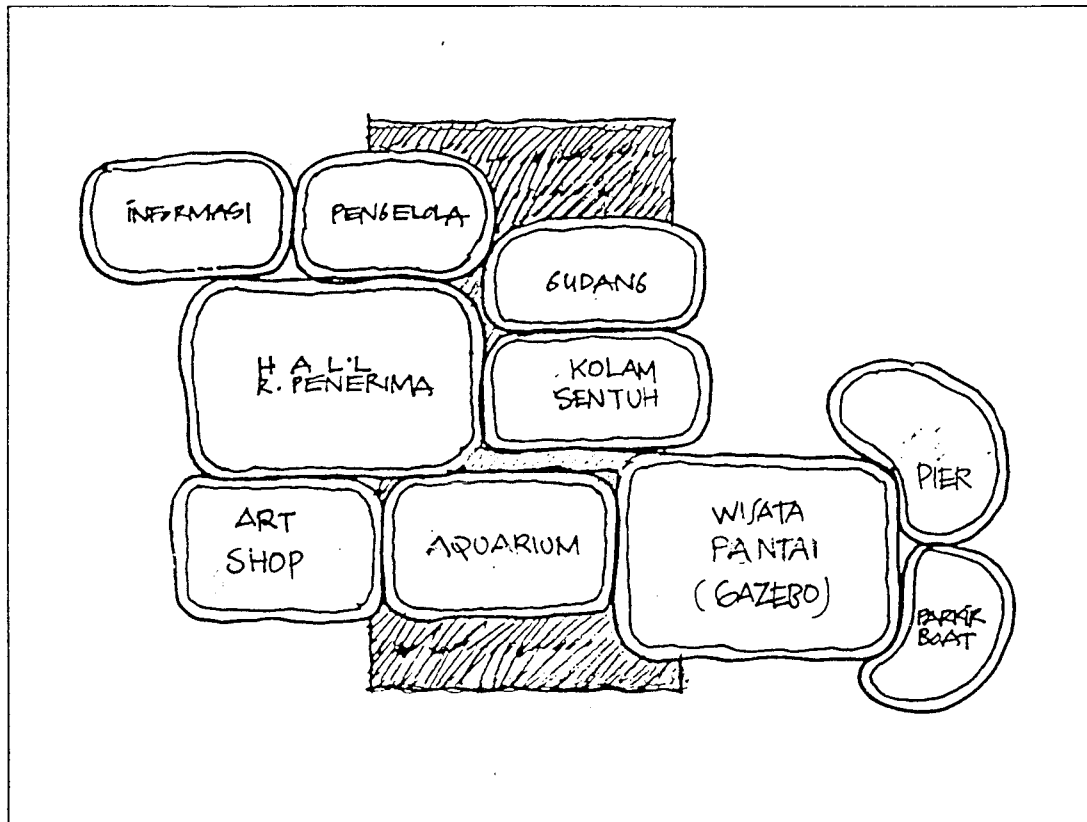 INFORMASI
PENGELOLA
GUDANG
HALL
R. PENERIMA
KOLAM
SENTUH
ART
SHOP
AQUARIUM
WISATA
PANTAI
(GAZEBO)
PIER
PARKIR
BOAT